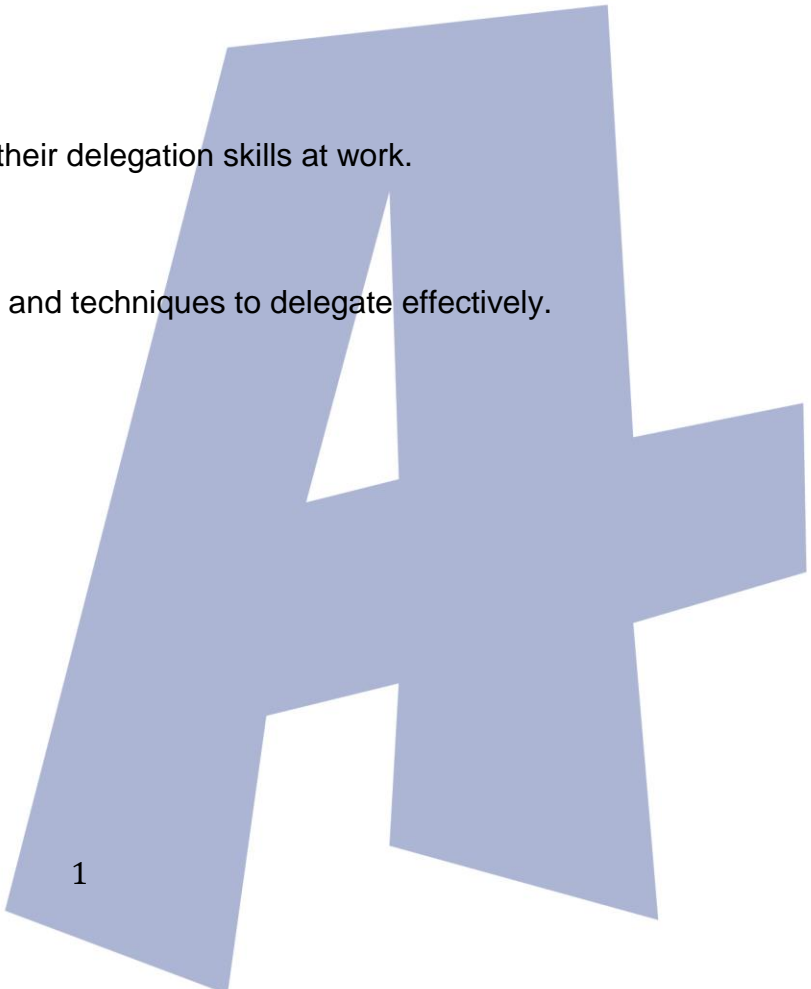 their delegation skills at work.
and techniques to delegate effectively.
1